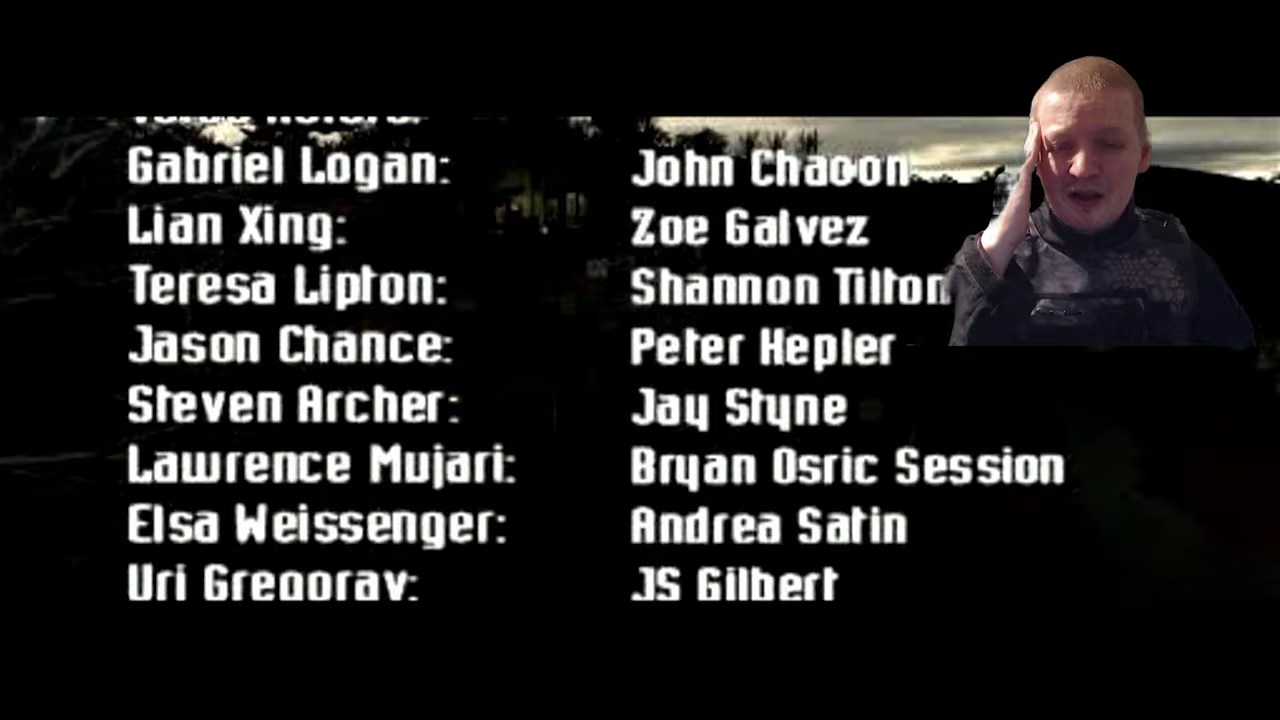 Gabriel Logan: John Chacon
Lian Xing: Zoe Galvez
Teresa Lipton: Shannon Tilton
Jason Chance: Peter Hepler
Steven Archer: Jay Styne
Lawrence Mujari: Bryan Osric Session
Elsa Weissenger: Andrea Satin
Uri Gregorav: JS Gilbert